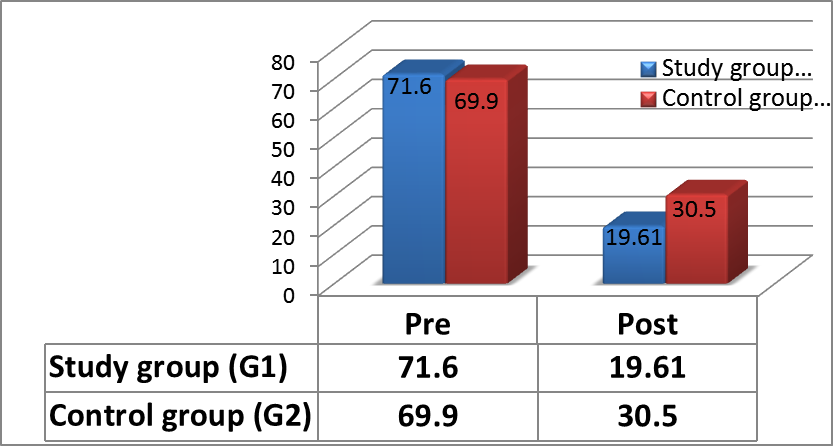 80
70
60
50
40
30
20
10
0
71.6
69.9
19.61
30.5
Study group...
Control group...
Pre Post
Study group (G1) 71.6 19.61
Control group (G2) 69.9 30.5